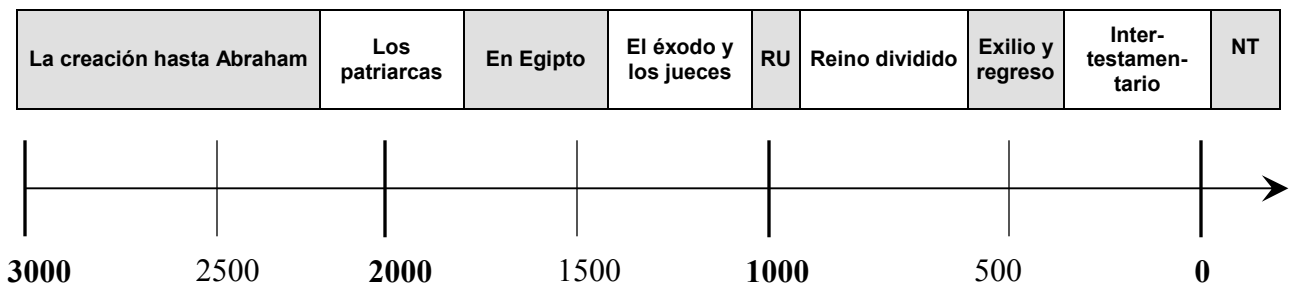 La creación hasta Abraham
Los
patriarcas
En Egipto
El éxodo y
los jueces
RU
Reino dividido
Exilio y
regreso
Inter-
testamen-
tario
NT
3000 2500 2000 1500 1000 500 0